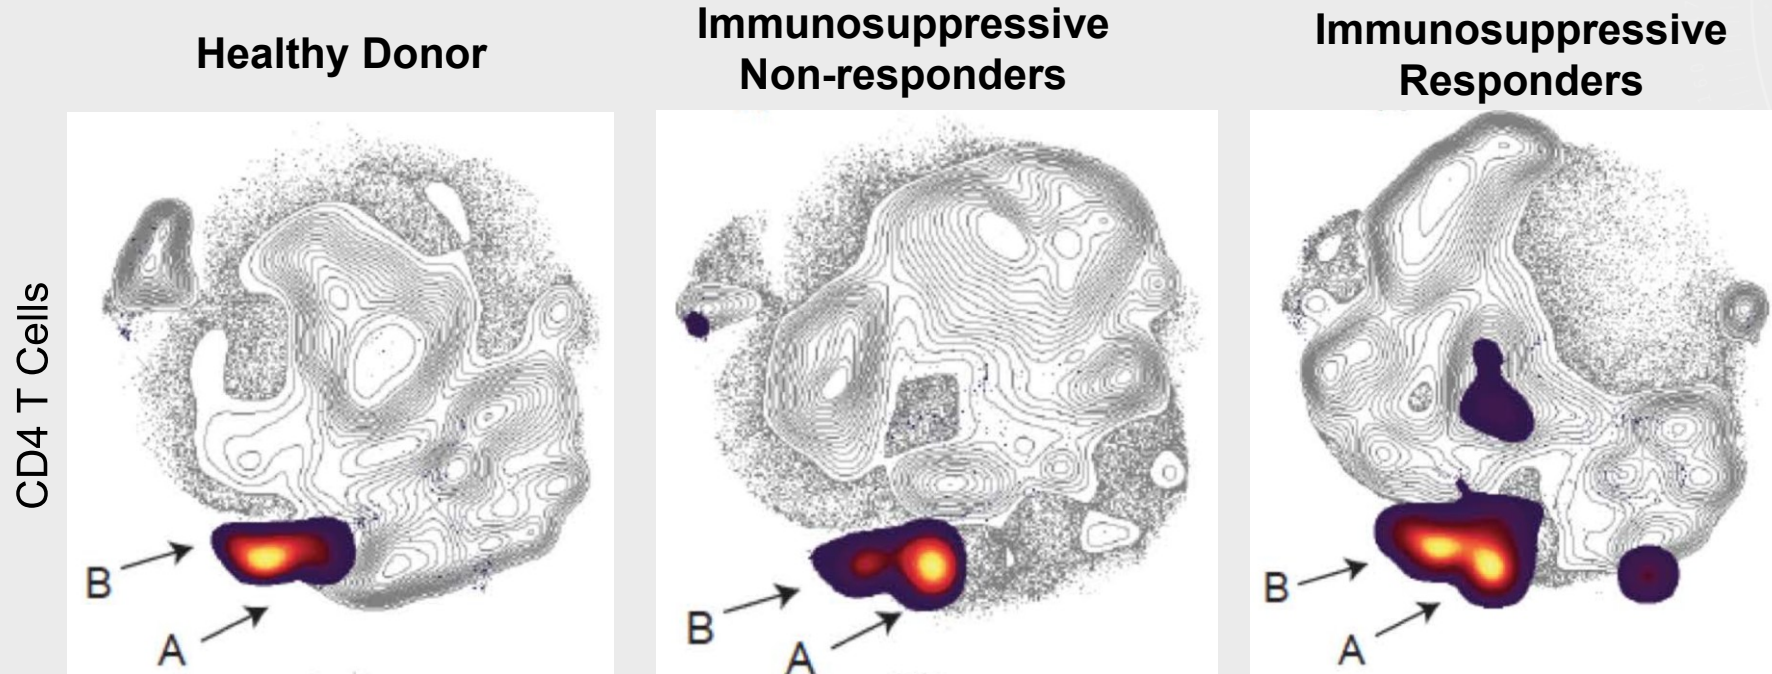 Healthy Donor
Immunosuppressive
Non-responders
Immunosuppressive
Responders
CD4 T Cells
B
A
B
A
B
A